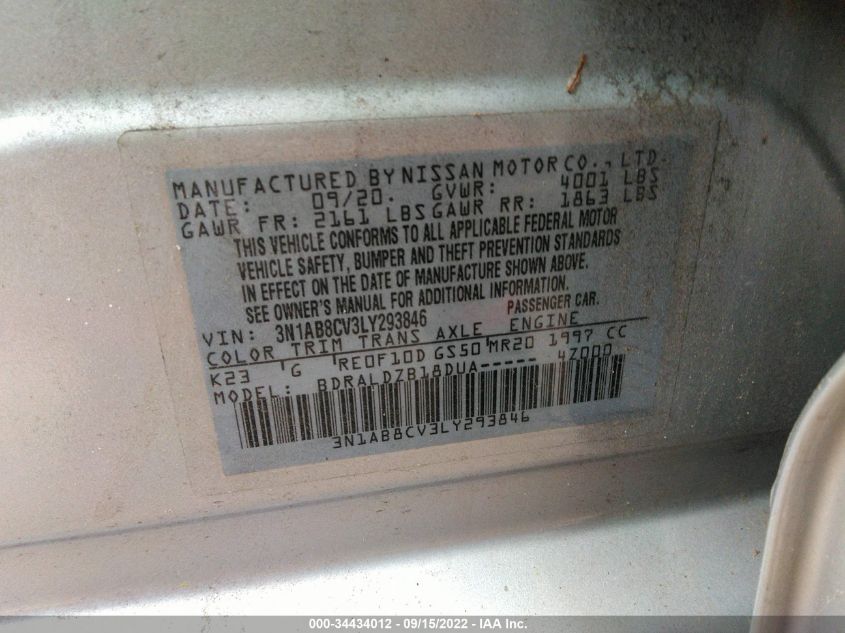 MANUFACTURED BY NISSAN MOTOR CO., LTD.
DATE: 09/20. GVWR: 4001 LBS
GAWR FR: 2161 LBS GAWR RR: 1863 LBS
THIS VEHICLE CONFORMS TO ALL APPLICABLE FEDERAL MOTOR
VEHICLE SAFETY, BUMPER AND THEFT PREVENTION STANDARDS
IN EFFECT ON THE DATE OF MANUFACTURE SHOWN ABOVE.
SEE OWNER'S MANUAL FOR ADDITIONAL INFORMATION.
VIN: 3N1AB8CV3LY293846 PASSENGER CAR.
COLOR TRIM TRANS AXLE ENGINE
K23 G RE0F10D GS50 MR20 1997 CC
MODEL: BDRALDZB18DUA----- 4Z000
3N1AB8CV3LY293846
000-34434012 - 09/15/2022 - IAA Inc.